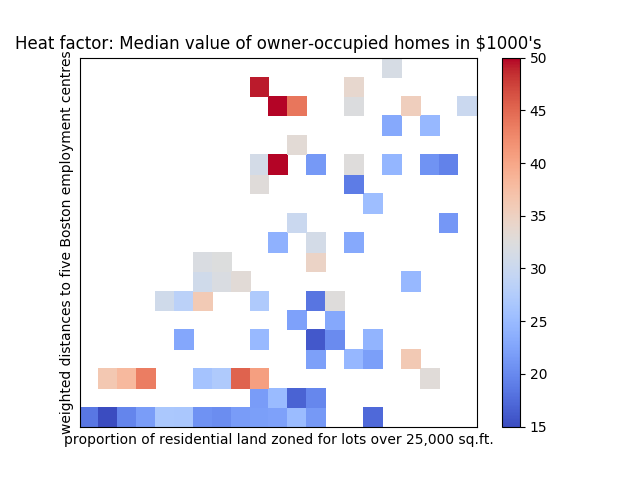 Heat factor: Median value of owner-occupied homes in $1000's
weighted distances to five Boston employment centres
proportion of residential land zoned for lots over 25,000 sq.ft.
50
45
40
35
30
25
20
15